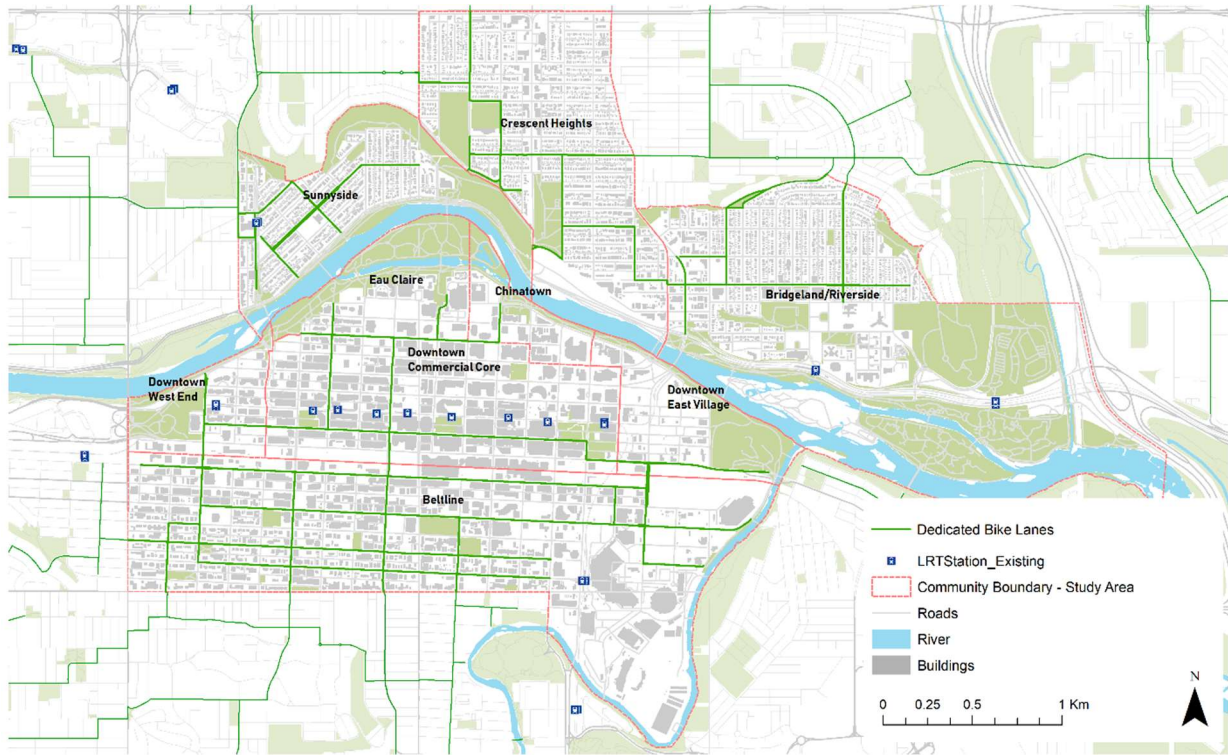 Crescent Heights
Sunnyside
Eau Claire
Chinatown
Bridgeland/Riverside
Downtown
Commercial Core
Downtown
West End
Downtown
East Village
Beltline
Dedicated Bike Lanes
LRTStation_Existing
Community Boundary - Study Area
Roads
River
Buildings
N
0 0.25 0.5 1 Km